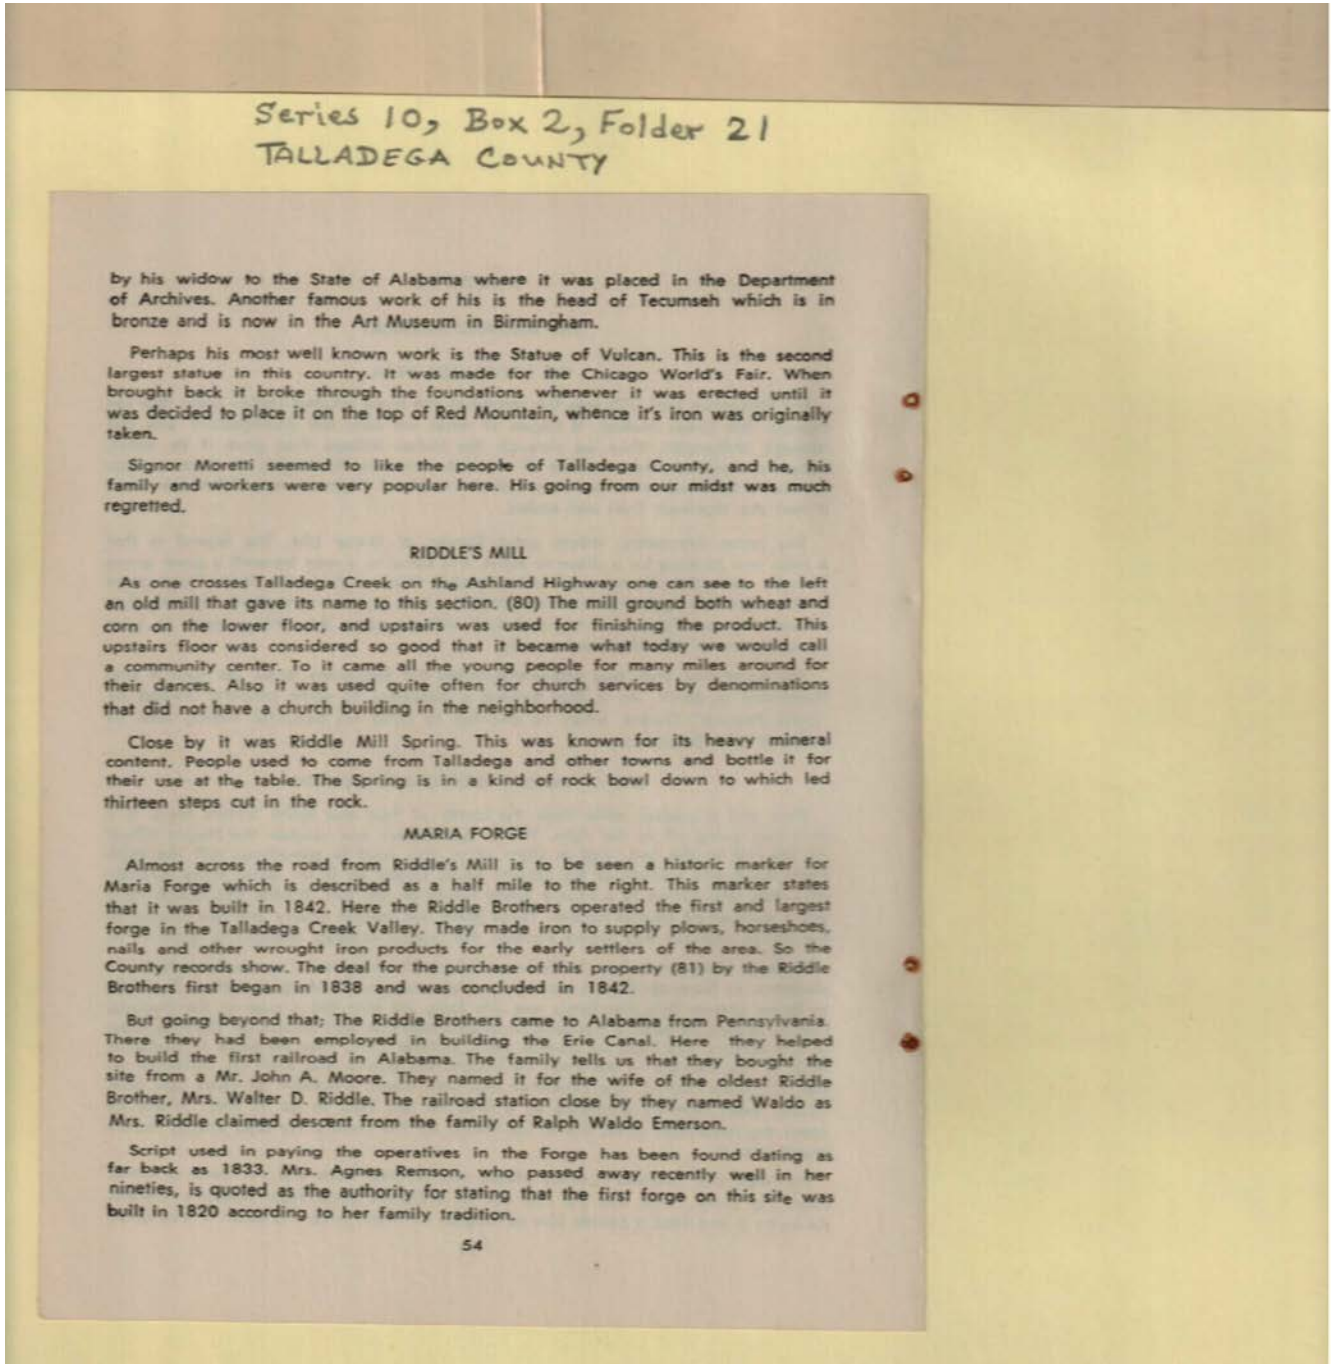 Series 10, Box 2, Folder 21
TALLADEGA COUNTY
by his widow to the State of Alabama where it was placed in the Department
of Archives. Another famous work of his is the head of Tecumseh which is in
bronze and is now in the Art Museum in Birmingham.
Perhaps his most well known work is the Statue of Vulcan. This is the second
largest statue in this country. It was made for the Chicago World's Fair. When
brought back it broke through the foundations whenever it was erected until it
was decided to place it on the top of Red Mountain, whence it's iron was originally
taken.
Signor Moretti seemed to like the people of Talladega County, and he, his
family and workers were very popular here. His going from our midst was much
regretted.
RIDDLE'S MILL
As one crosses Talladega Creek on the Ashland Highway one can see to the left
an old mill that gave its name to this section. (80) The mill ground both wheat and
corn on the lower floor, and upstairs was used for finishing the product. This
upstairs floor was considered so good that it became what today we would call
a community center. To it came all the young people for many miles around for
their dances. Also it was used quite often for church services by denominations
that did not have a church building in the neighborhood.
Close by it was Riddle Mill Spring. This was known for its heavy mineral
content. People used to come from Talladega and other towns and bottle it for
their use at the table. The Spring is in a kind of rock bowl down to which led
thirteen steps cut in the rock.
MARIA FORGE
Almost across the road from Riddle's Mill is to be seen a historic marker for
Maria Forge which is described as a half mile to the right. This marker states
that it was built in 1842. Here the Riddle Brothers operated the first and largest
forge in the Talladega Creek Valley. They made iron to supply plows, horseshoes,
nails and other wrought iron products for the early settlers of the area. So the
County records show. The deal for the purchase of this property (81) by the Riddle
Brothers first began in 1838 and was concluded in 1842.
But going beyond that; The Riddle Brothers came to Alabama from Pennsylvania.
There they had been employed in building the Erie Canal. Here they helped
to build the first railroad in Alabama. The family tells us that they bought the
site from a Mr. John A. Moore. They named it for the wife of the oldest Riddle
Brother, Mrs. Walter D. Riddle. The railroad station close by they named Waldo as
Mrs. Riddle claimed descent from the family of Ralph Waldo Emerson.
Script used in paying the operatives in the Forge has been found dating as
far back as 1833. Mrs. Agnes Remson, who passed away recently well in her
nineties, is quoted as the authority for stating that the first forge on this site was
built in 1820 according to her family tradition.
54